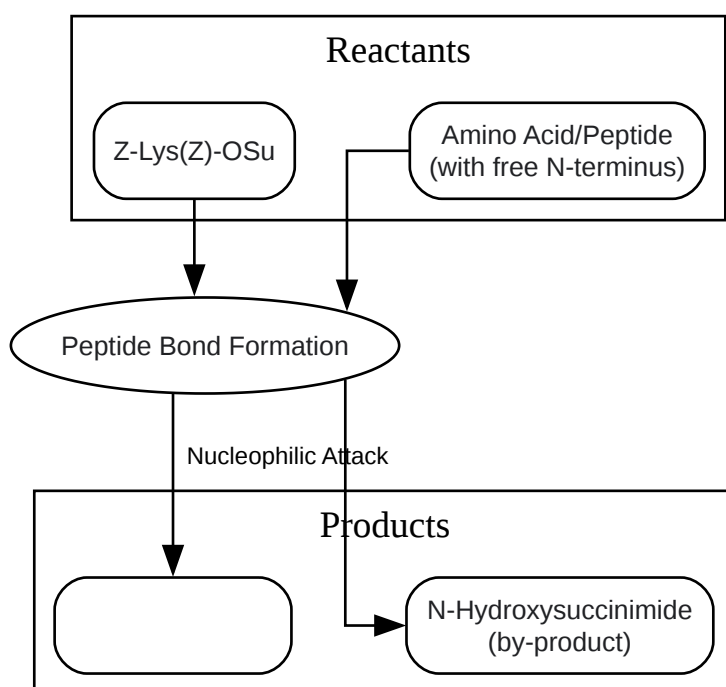 Reactants
Z-Lys(Z)-OSu
Amino Acid/Peptide
(with free N-terminus)
Peptide Bond Formation
Nucleophilic Attack
Products
N-Hydroxysuccinimide
(by-product)